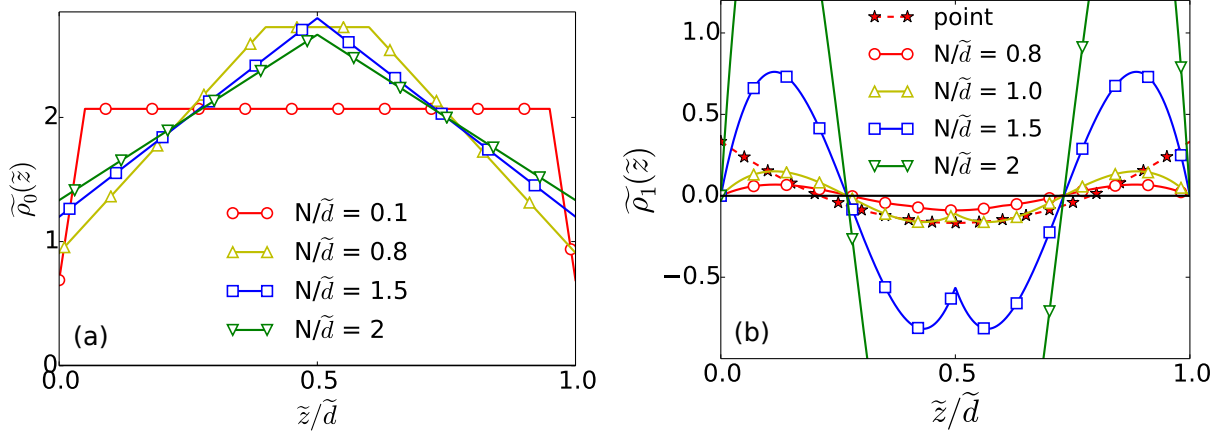 2
1
0
ρ̃₀(z̃)
N/d̃ = 0.1
N/d̃ = 0.8
N/d̃ = 1.5
N/d̃ = 2
(a)
0.0 0.5 1.0
z̃/d̃
1.0
0.5
0.0
−0.5
ρ̃₁(z̃)
point
N/d̃ = 0.8
N/d̃ = 1.0
N/d̃ = 1.5
N/d̃ = 2
(b)
0.0 0.5 1.0
z̃/d̃